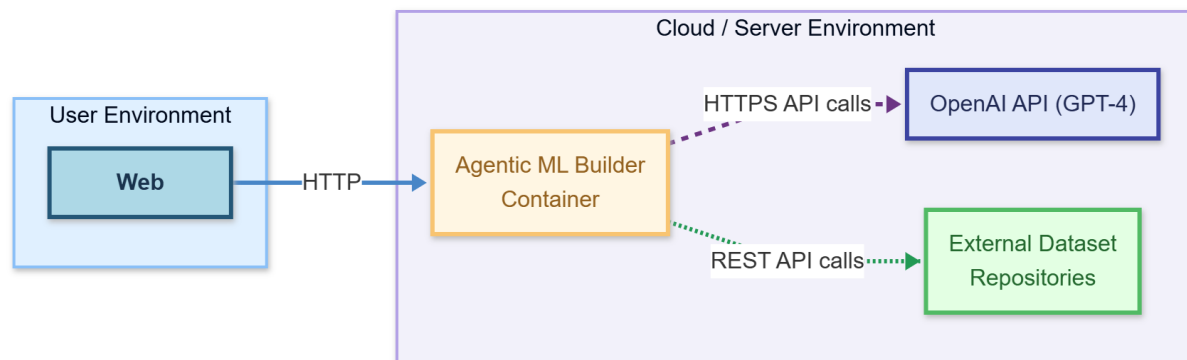 Cloud / Server Environment
User Environment
Web
HTTP
Agentic ML Builder
Container
HTTPS API calls
OpenAI API (GPT-4)
REST API calls
External Dataset
Repositories